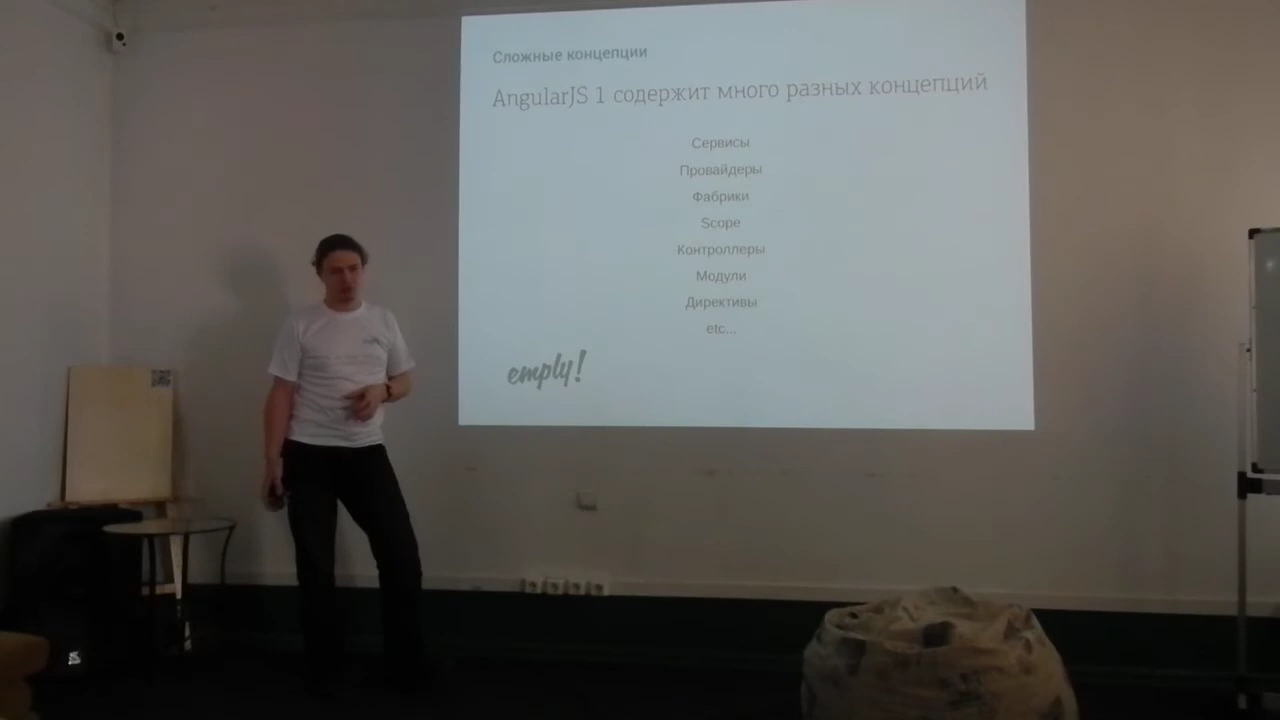 Сложные концепции
AngularJS 1 содержит много разных концепций
Сервисы
Провайдеры
Фабрики
Scope
Контроллеры
Модули
Директивы
etc...
emply!